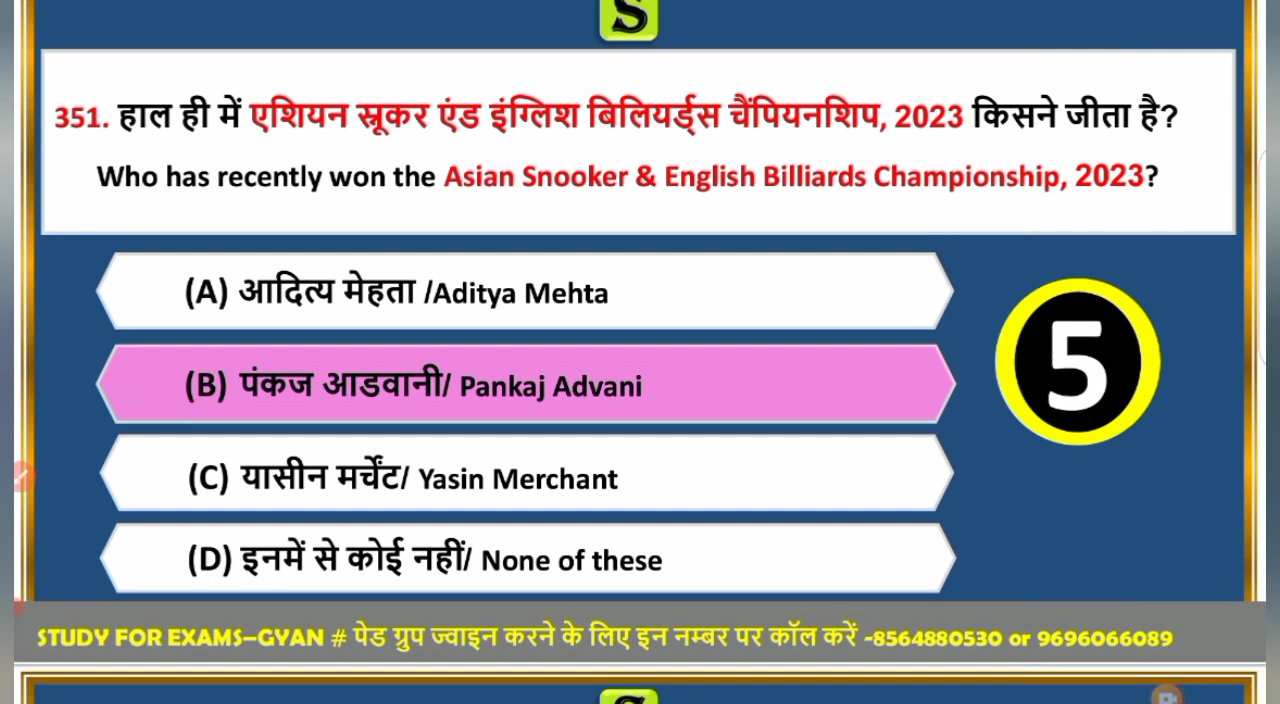 S
351. हाल ही में एशियन स्नूकर एंड इंग्लिश बिलियर्ड्स चैंपियनशिप, 2023 किसने जीता है?
Who has recently won the Asian Snooker & English Billiards Championship, 2023?
(A) आदित्य मेहता /Aditya Mehta
(B) पंकज आडवानी/ Pankaj Advani
5
(C) यासीन मर्चेंट/ Yasin Merchant
(D) इनमें से कोई नहीं/ None of these
STUDY FOR EXAMS–GYAN # पेड ग्रुप ज्वाइन करने के लिए इन नम्बर पर कॉल करें -8564880530 or 9696066089
S